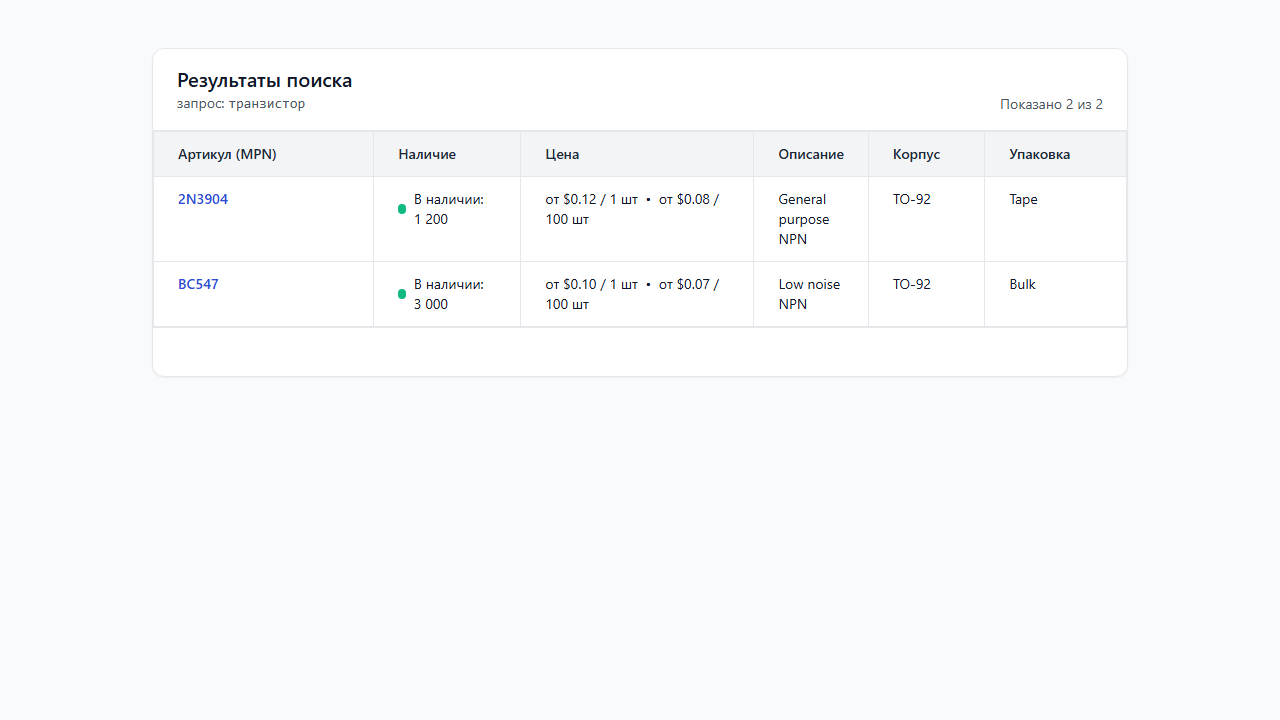 Результаты поиска
запрос: транзистор
Показано 2 из 2
Артикул (MPN) Наличие Цена Описание Корпус Упаковка
2N3904 В наличии: от $0.12 / 1 шт • от $0.08 / General TO-92 Tape
1 200 100 шт purpose
NPN
BC547 В наличии: от $0.10 / 1 шт • от $0.07 / Low noise TO-92 Bulk
3 000 100 шт NPN